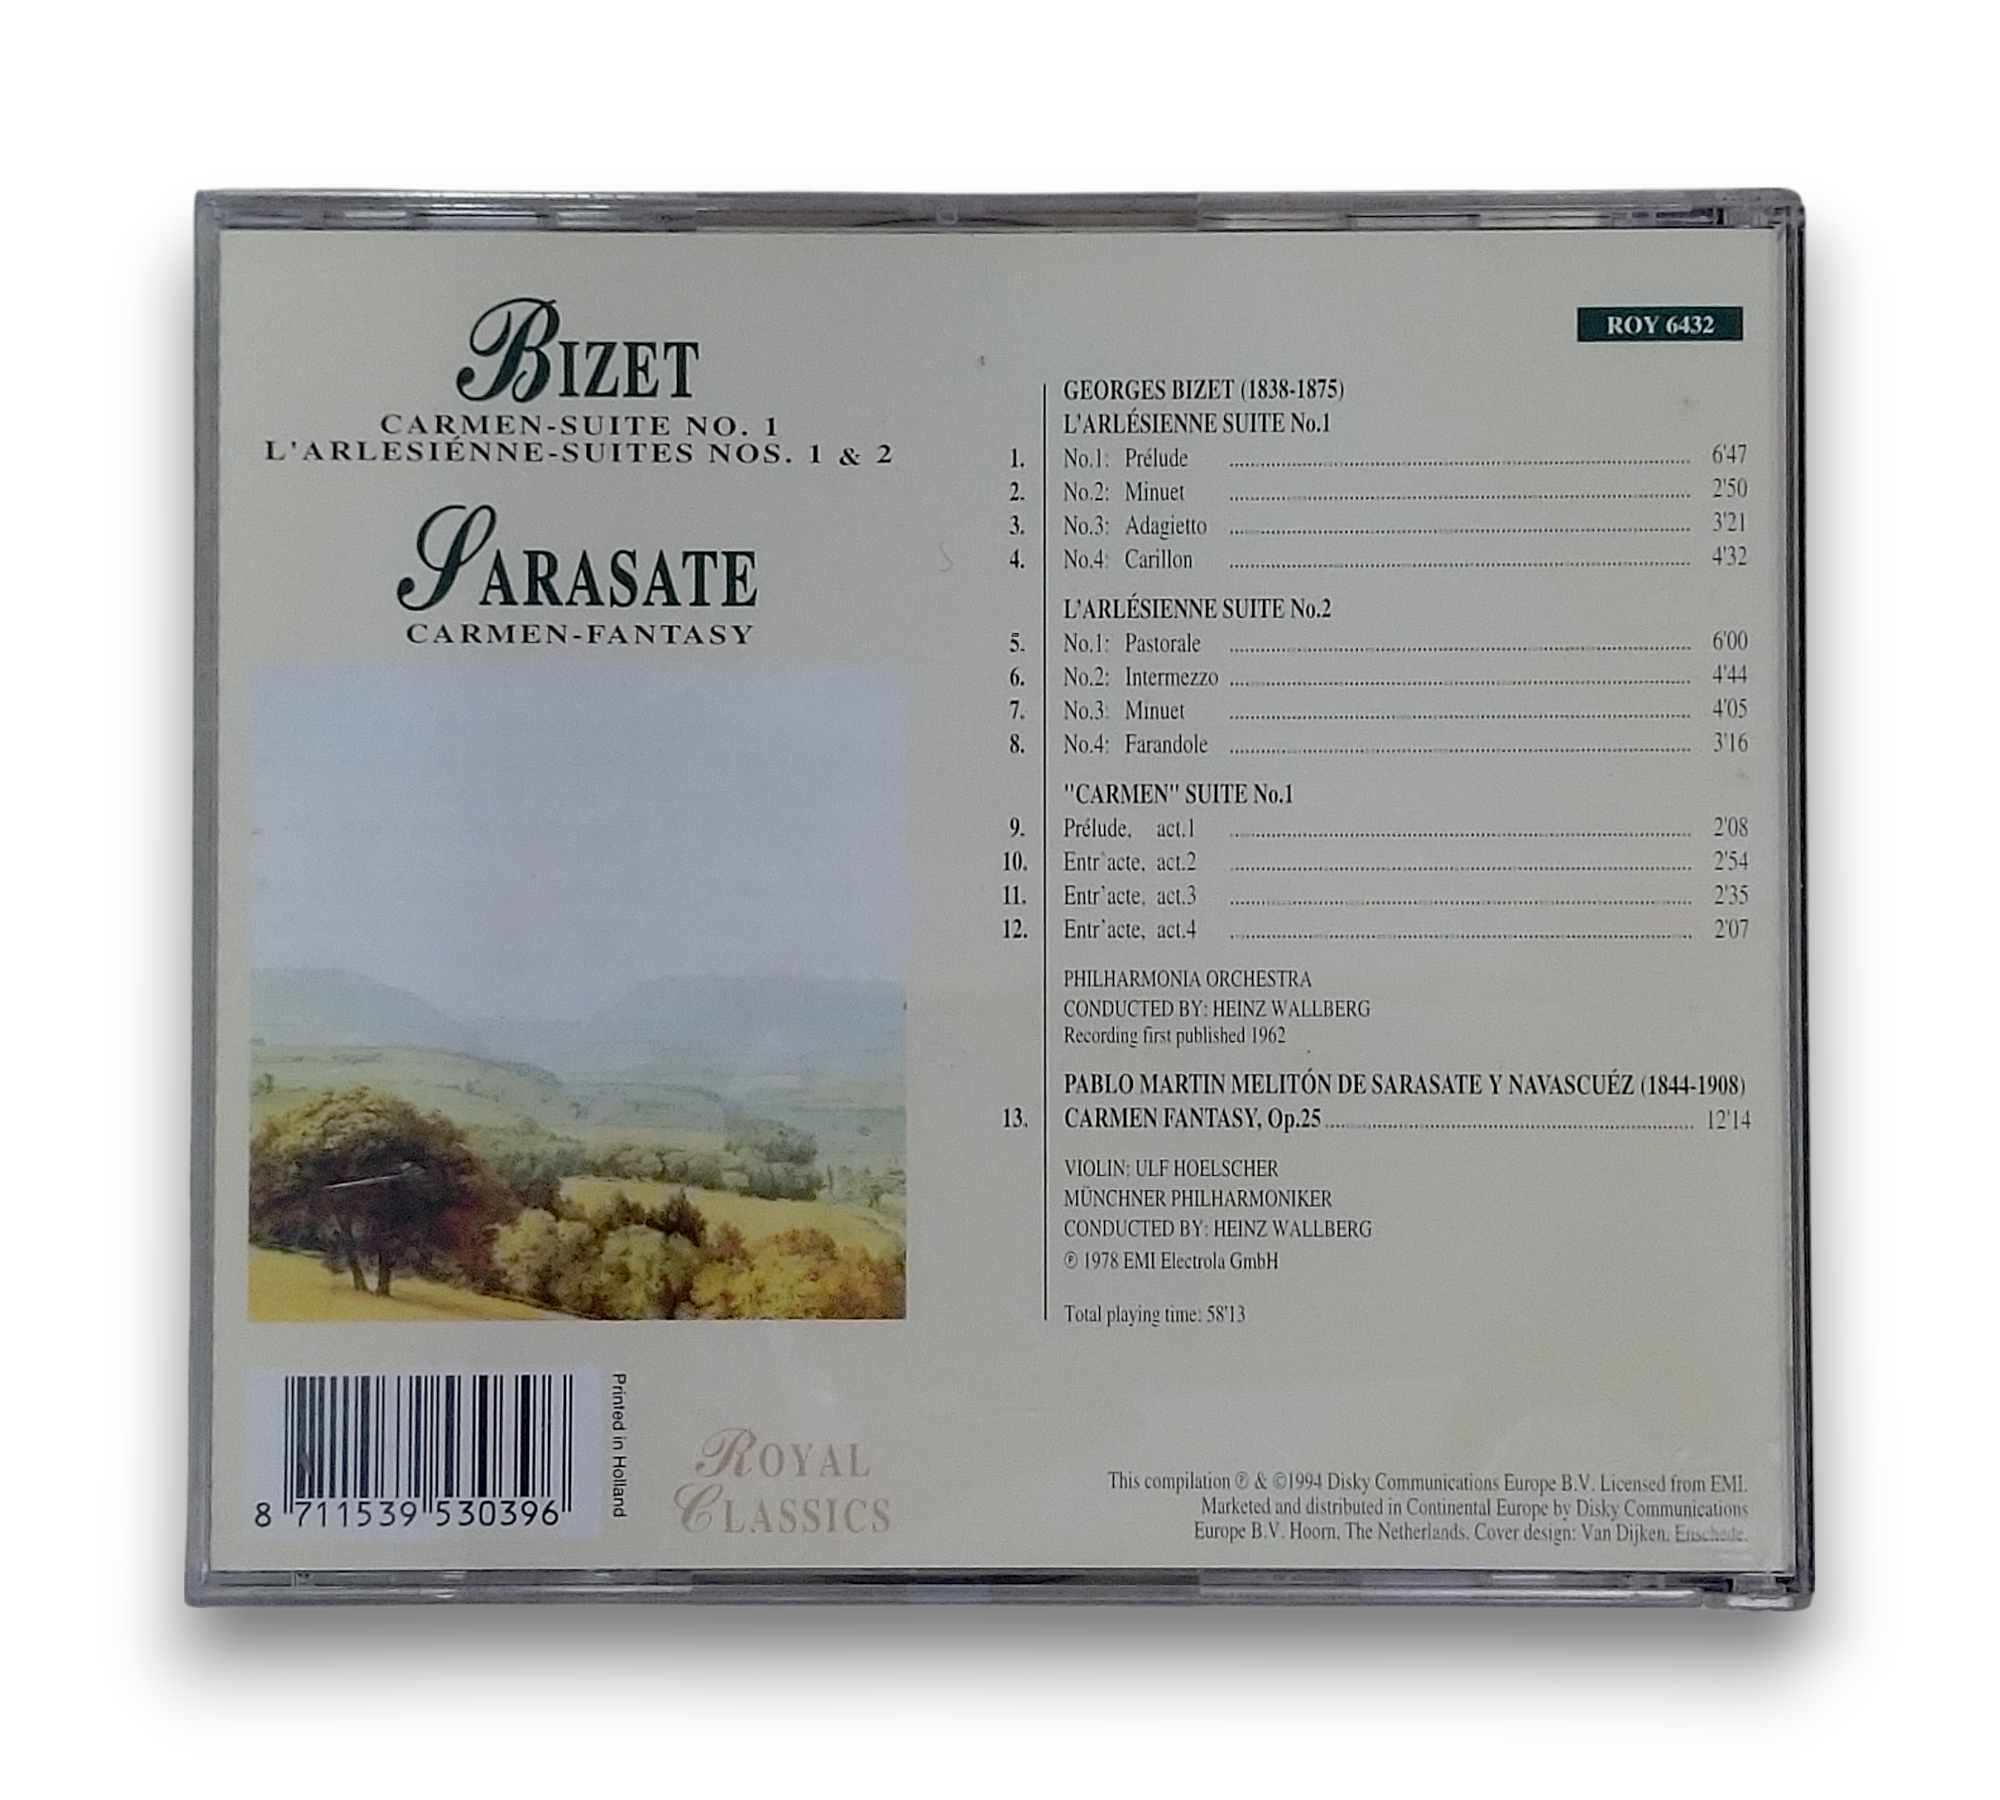 BIZET
CARMEN-SUITE NO. 1
L'ARLESIÉNNE-SUITES NOS. 1 & 2
SARASATE
CARMEN-FANTASY
ROY 6432
GEORGES BIZET (1838-1875)
L'ARLÉSIENNE SUITE No.1
1. No.1: Prélude 6'47
2. No.2: Minuet 2'50
3. No.3: Adagietto 3'21
4. No.4: Carillon 4'32
L'ARLÉSIENNE SUITE No.2
5. No.1: Pastorale 6'00
6. No.2: Intermezzo 4'44
7. No.3: Minuet 4'05
8. No.4: Farandole 3'16
"CARMEN" SUITE No.1
9. Prélude, act.1 2'08
10. Entr'acte, act.2 2'54
11. Entr'acte, act.3 2'35
12. Entr'acte, act.4 2'07
PHILHARMONIA ORCHESTRA
CONDUCTED BY: HEINZ WALLBERG
Recording first published 1962
PABLO MARTIN MELITÓN DE SARASATE Y NAVASCUÉZ (1844-1908)
13. CARMEN FANTASY, Op.25 12'14
VIOLIN: ULF HOELSCHER
MÜNCHNER PHILHARMONIKER
CONDUCTED BY: HEINZ WALLBERG
℗ 1978 EMI Electrola GmbH
Total playing time: 58'13
8 711539 530396
Printed in Holland
ROYAL
CLASSICS
This compilation ℗ & ©1994 Disky Communications Europe B.V. Licensed from EMI.
Marketed and distributed in Continental Europe by Disky Communications
Europe B.V. Hoorn, The Netherlands. Cover design: Van Dijken, Enschede.